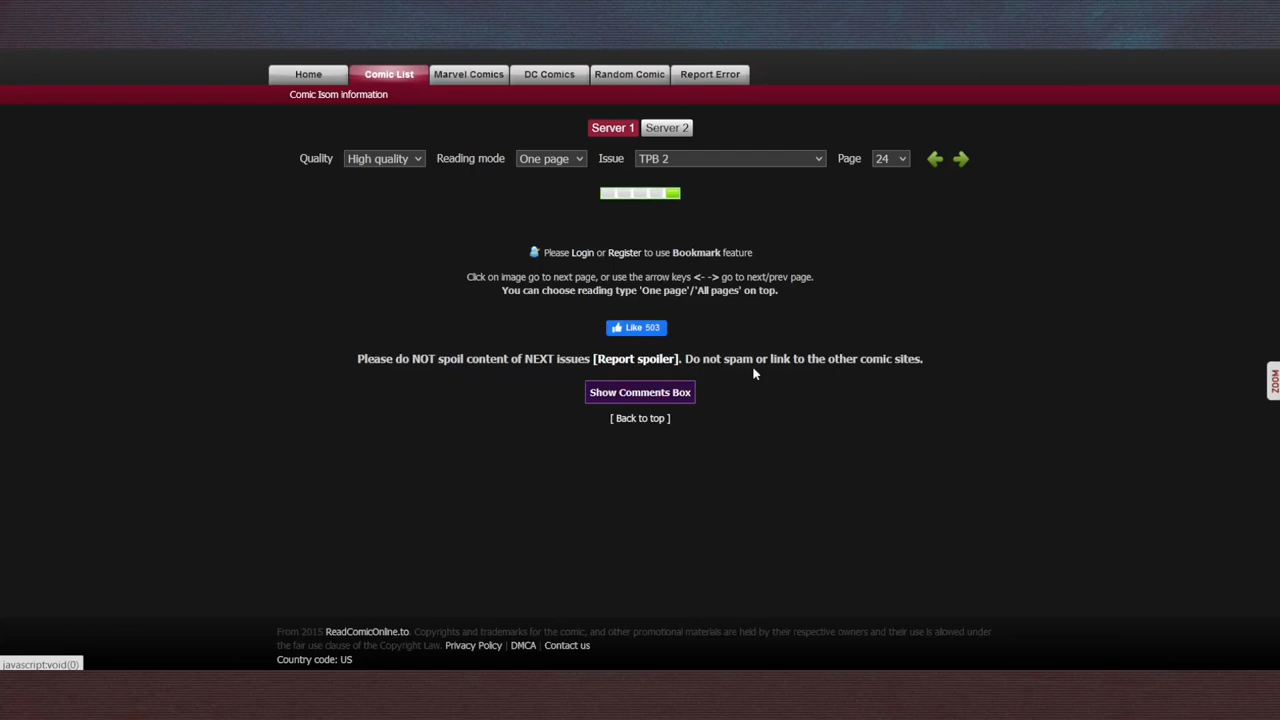 Home Comic List Marvel Comics DC Comics Random Comic Report Error
Comic Isom information
Server 1 Server 2
Quality High quality Reading mode One page Issue TPB 2 Page 24
Please Login or Register to use Bookmark feature
Click on image go to next page, or use the arrow keys <- -> go to next/prev page.
You can choose reading type 'One page'/'All pages' on top.
Like 503
Please do NOT spoil content of NEXT issues [Report spoiler]. Do not spam or link to the other comic sites.
ZOOM
Show Comments Box
[ Back to top ]
From 2015 ReadComicOnline.to. Copyrights and trademarks for the comic, and other promotional materials are held by their respective owners and their use is allowed
under the fair use clause of the Copyright Law. Privacy Policy | DMCA | Contact us
Country code: US
javascript:void(0)